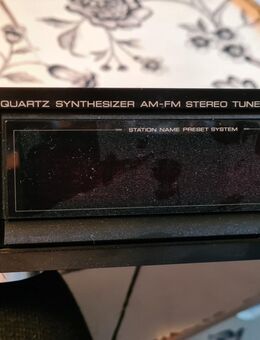 QUARTZ SYNTHESIZER AM-FM STEREO TUNE
STATION NAME PRESET SYSTEM